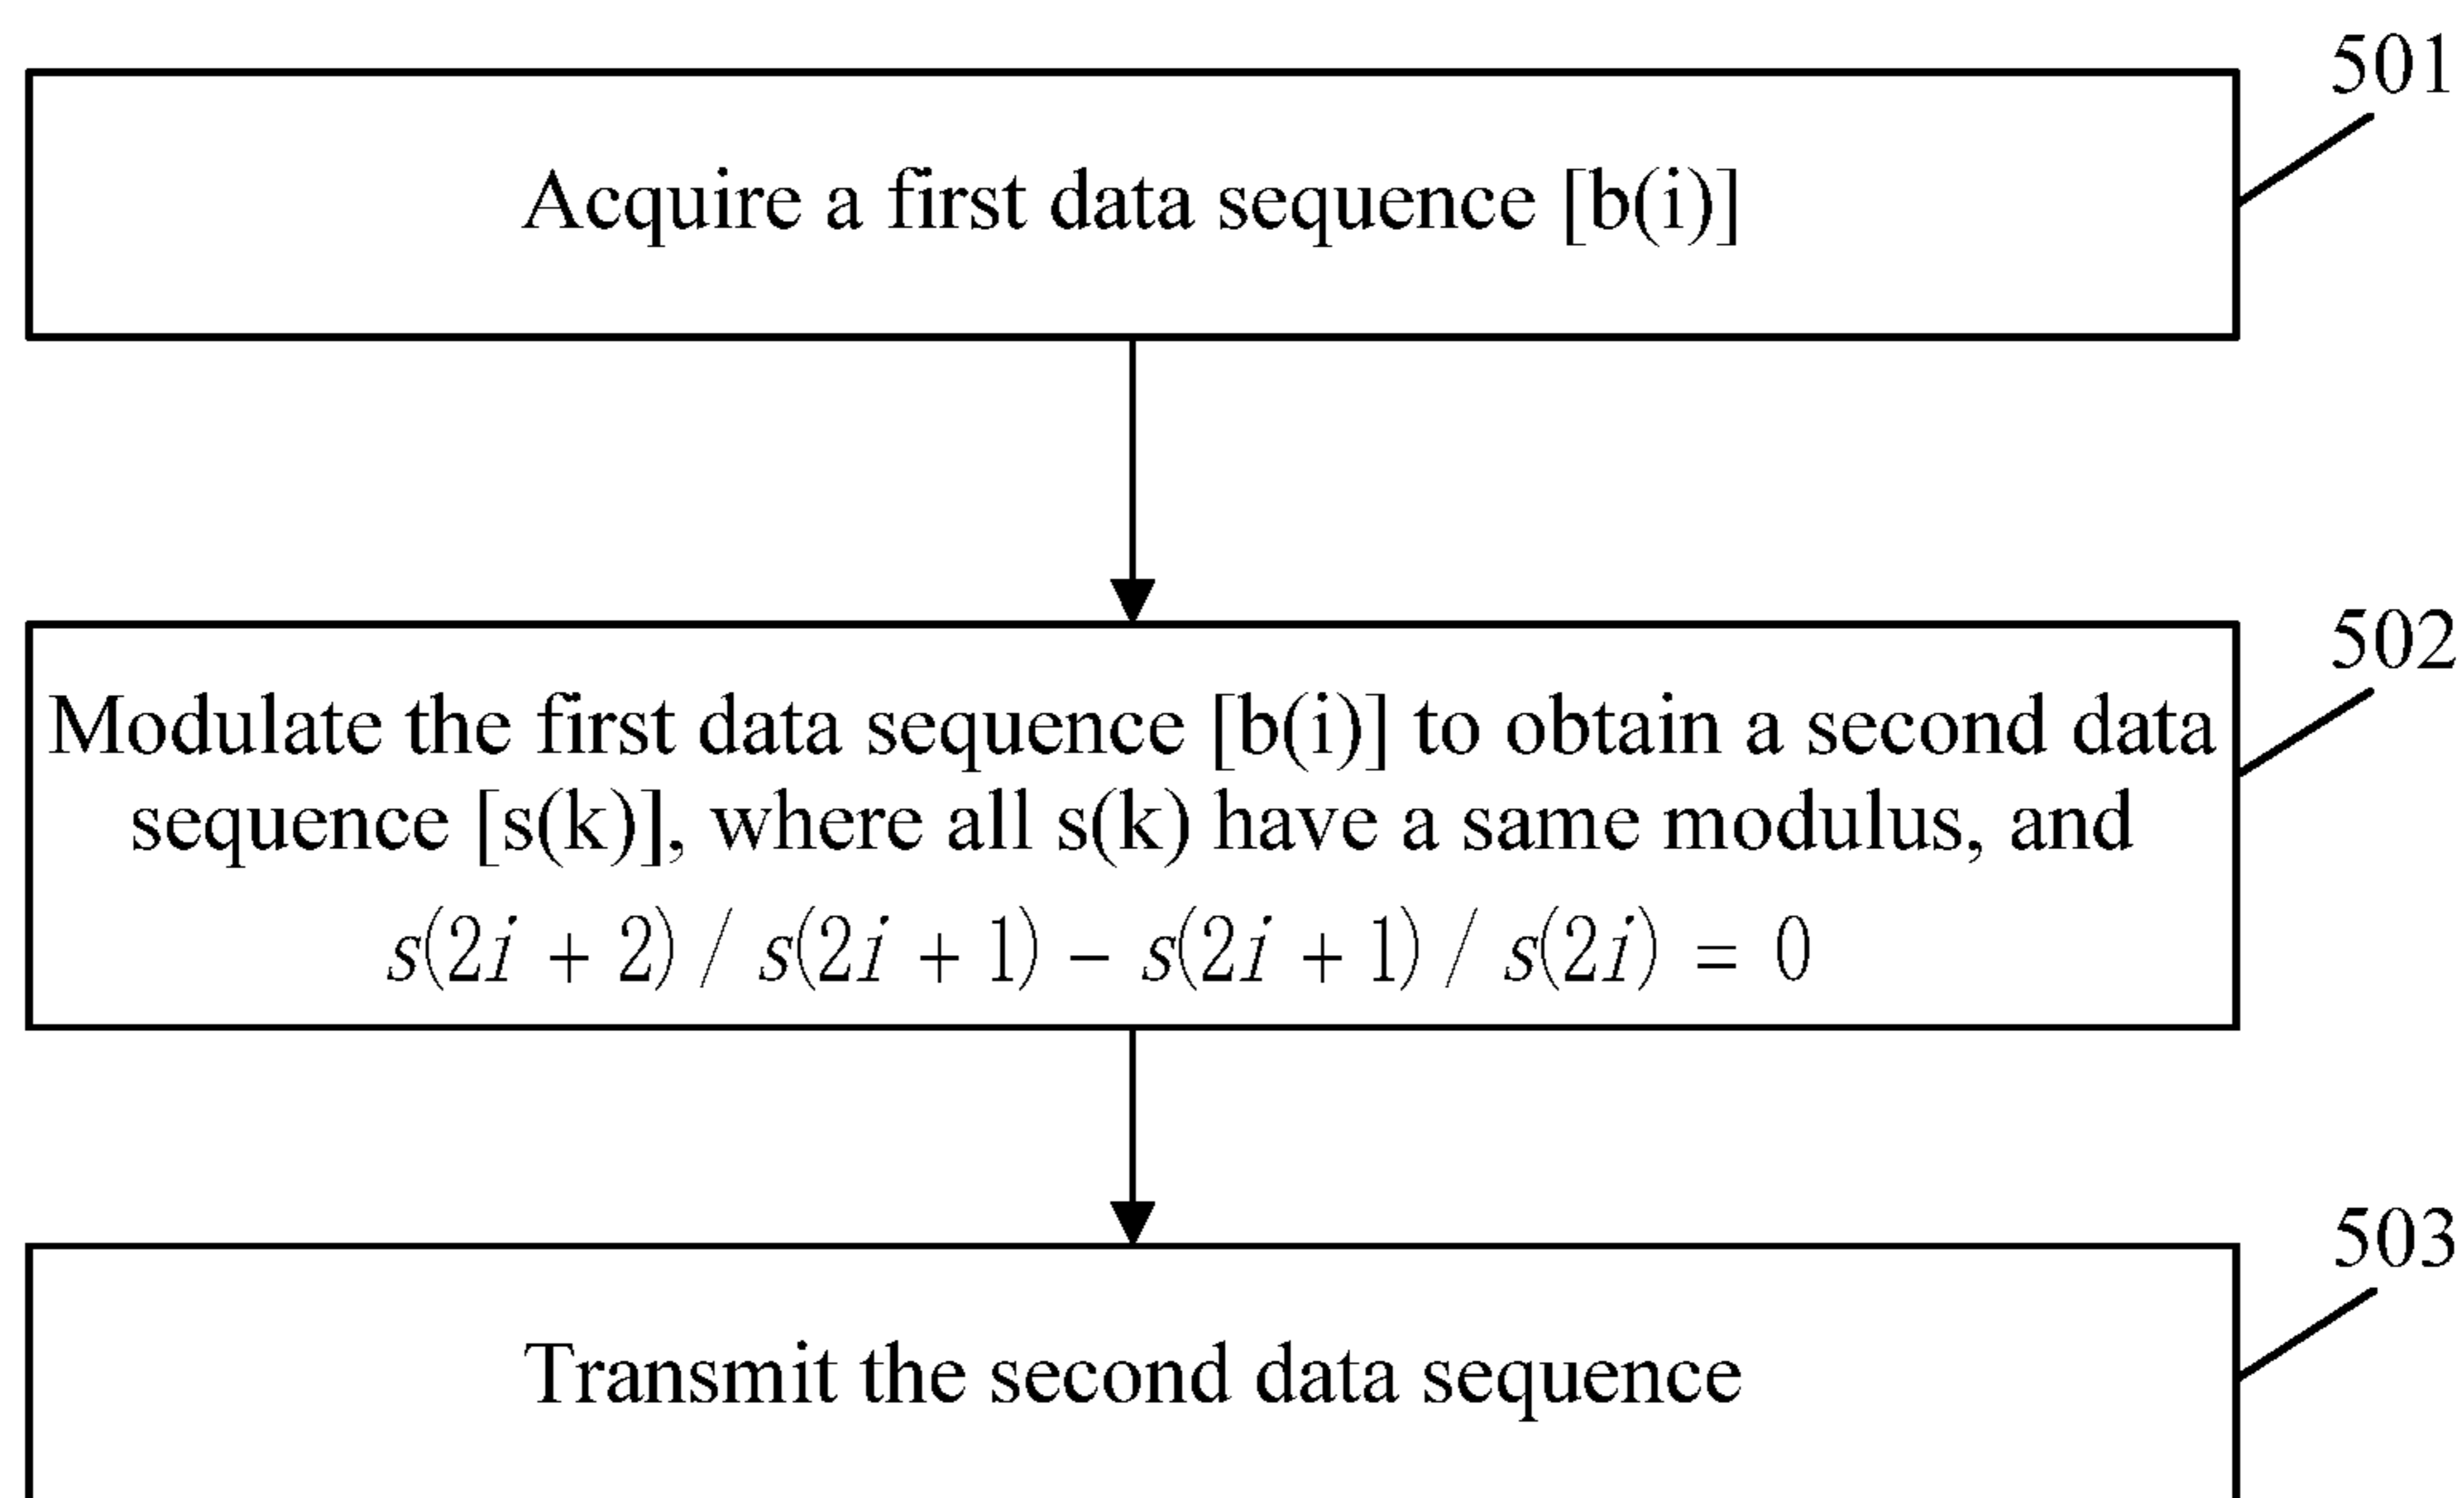 501
Acquire a first data sequence [b(i)]
502
Modulate the first data sequence [b(i)] to obtain a second data
sequence [s(k)], where all s(k) have a same modulus, and
s(2i + 2) / s(2i + 1) − s(2i + 1) / s(2i) = 0
503
Transmit the second data sequence